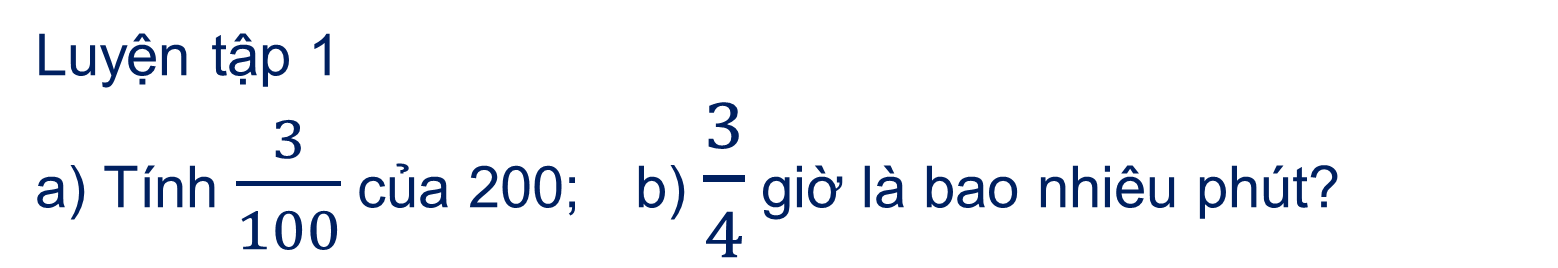 Luyện tập 1
a) Tính 3/100 của 200; b) 3/4 giờ là bao nhiêu phút?